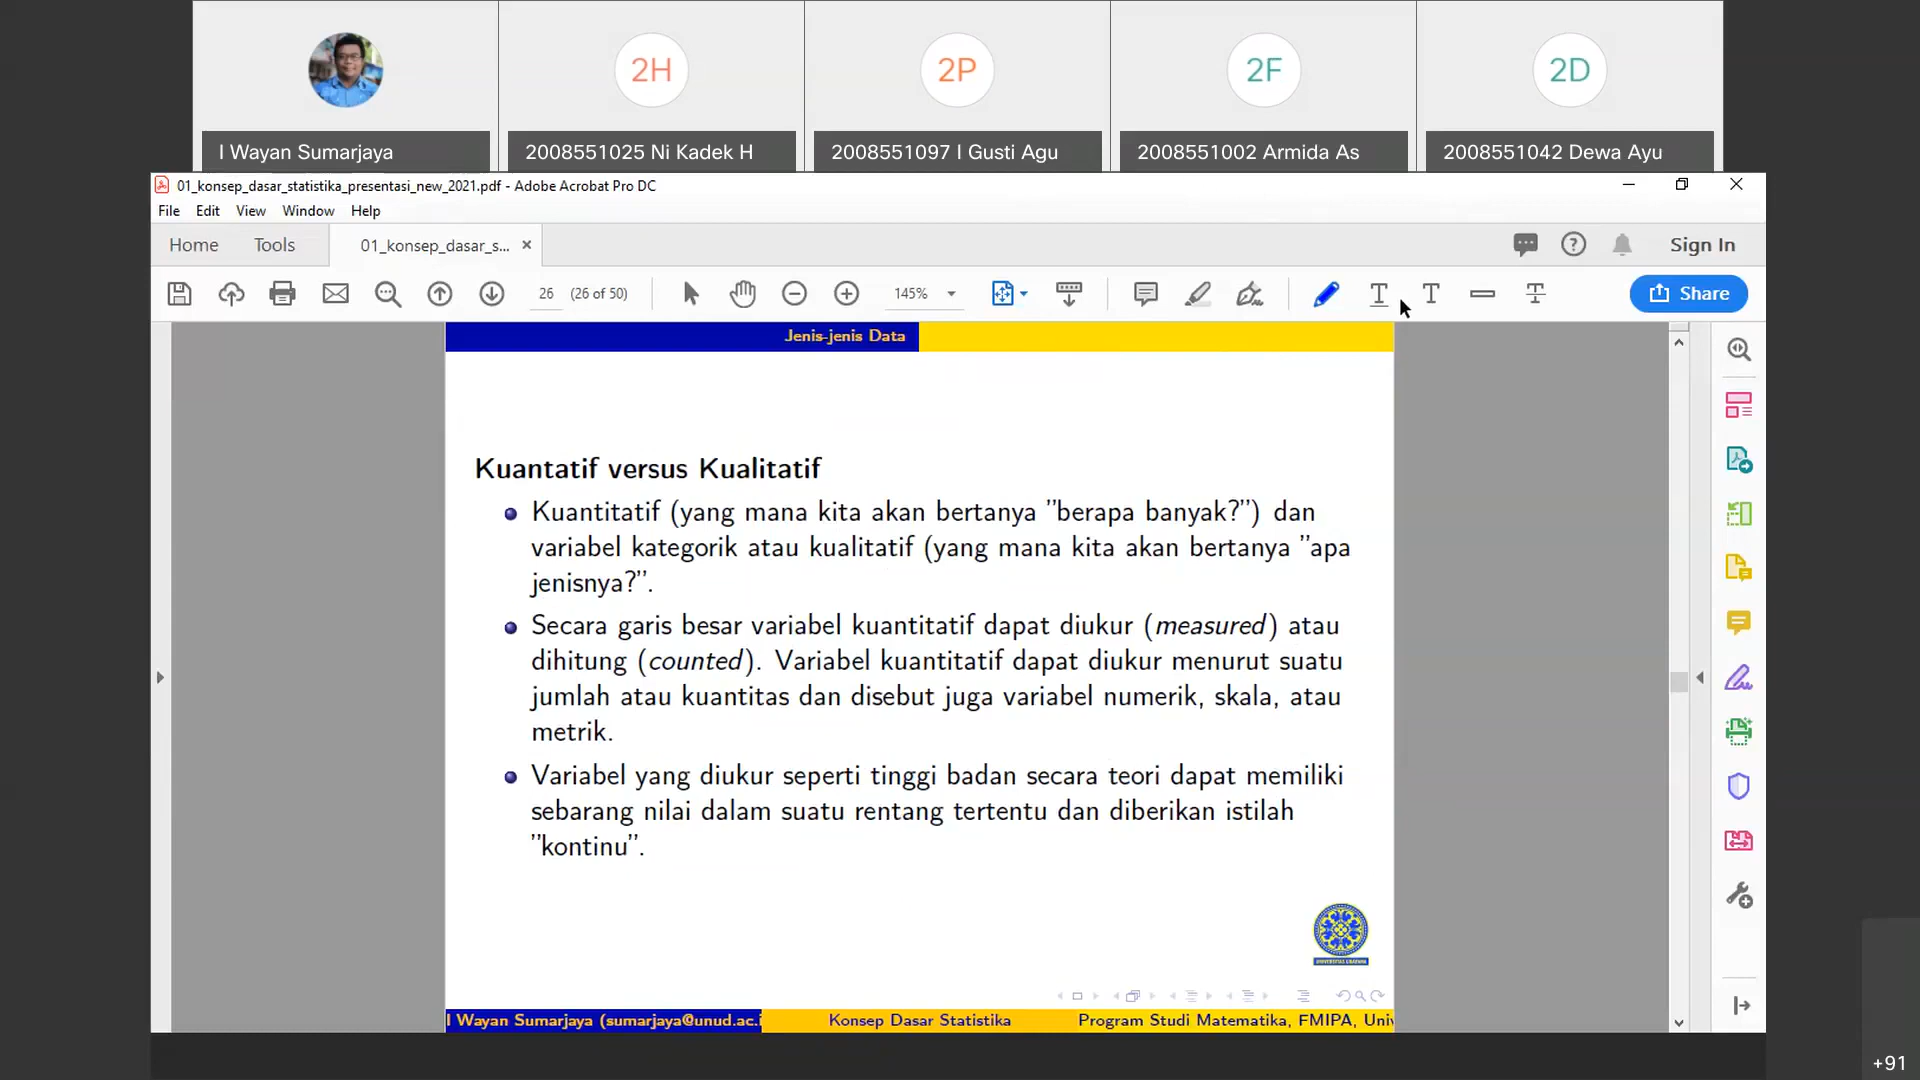 2H
2P
2F
2D
I Wayan Sumarjaya
2008551025 Ni Kadek H
2008551097 I Gusti Agu
2008551002 Armida As
2008551042 Dewa Ayu
01_konsep_dasar_statistika_presentasi_new_2021.pdf - Adobe Acrobat Pro DC
File Edit View Window Help
Home Tools 01_konsep_dasar_s... × Sign In
26 (26 of 50) 145% Share
Jenis-jenis Data
Kuantatif versus Kualitatif
Kuantitatif (yang mana kita akan bertanya ”berapa banyak?”) dan
variabel kategorik atau kualitatif (yang mana kita akan bertanya ”apa
jenisnya?”.
Secara garis besar variabel kuantitatif dapat diukur (measured) atau
dihitung (counted). Variabel kuantitatif dapat diukur menurut suatu
jumlah atau kuantitas dan disebut juga variabel numerik, skala, atau
metrik.
Variabel yang diukur seperti tinggi badan secara teori dapat memiliki
sebarang nilai dalam suatu rentang tertentu dan diberikan istilah
”kontinu”.
UNIVERSITAS UDAYANA
I Wayan Sumarjaya (sumarjaya@unud.ac.i
Konsep Dasar Statistika
Program Studi Matematika, FMIPA, Univ
+91